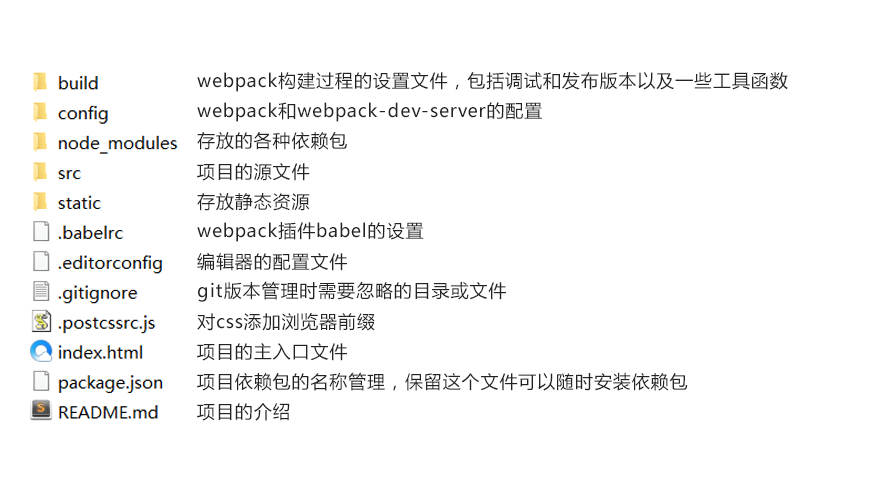 build webpack构建过程的设置文件，包括调试和发布版本以及一些工具函数
config webpack和webpack-dev-server的配置
node_modules 存放的各种依赖包
src 项目的源文件
static 存放静态资源
.babelrc webpack插件babel的设置
.editorconfig 编辑器的配置文件
.gitignore git版本管理时需要忽略的目录或文件
.postcssrc.js 对css添加浏览器前缀
index.html 项目的主入口文件
package.json 项目依赖包的名称管理，保留这个文件可以随时安装依赖包
README.md 项目的介绍